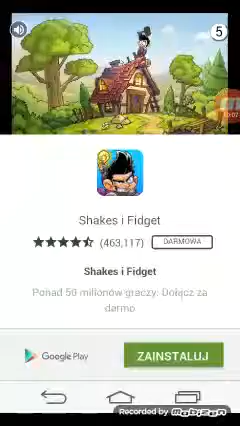 5
Shakes i Fidget
(463,117)
DARMOWA
Shakes i Fidget
Ponad 50 milionów graczy: Dołącz za
darmo
Google Play
ZAINSTALUJ
Recorded by Mobizen